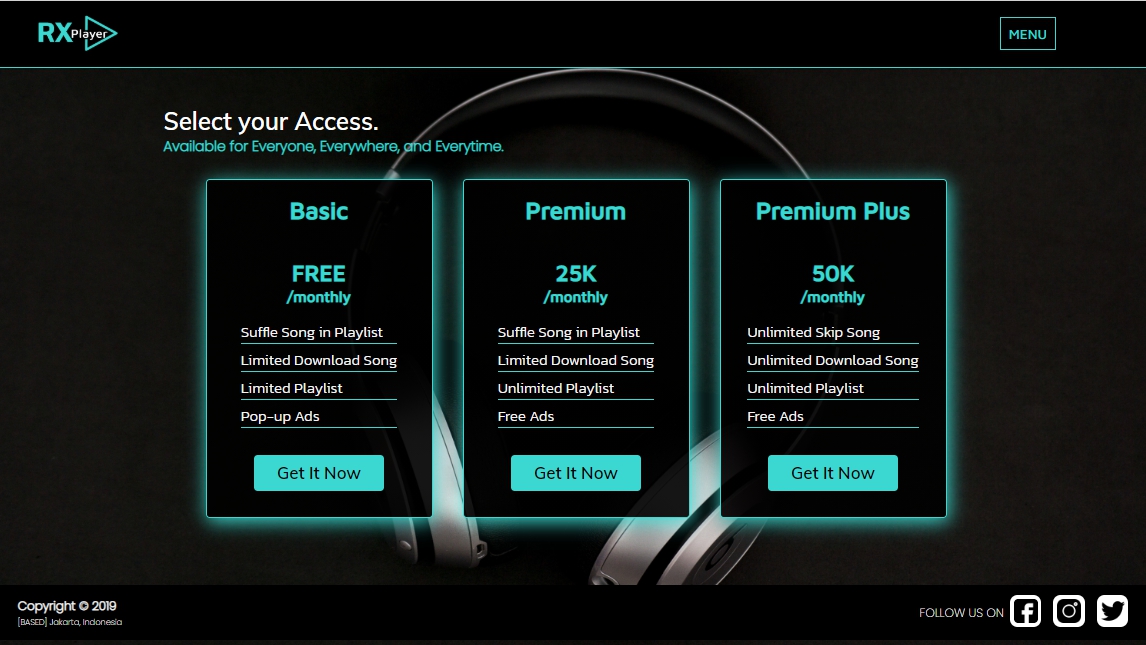 RX Player
MENU
Select your Access.
Available for Everyone, Everywhere, and Everytime.
Basic
FREE
/monthly
Suffle Song in Playlist
Limited Download Song
Limited Playlist
Pop-up Ads
Get It Now
Premium
25K
/monthly
Suffle Song in Playlist
Limited Download Song
Unlimited Playlist
Free Ads
Get It Now
Premium Plus
50K
/monthly
Unlimited Skip Song
Unlimited Download Song
Unlimited Playlist
Free Ads
Get It Now
Copyright © 2019
[BASED] Jakarta, Indonesia
FOLLOW US ON